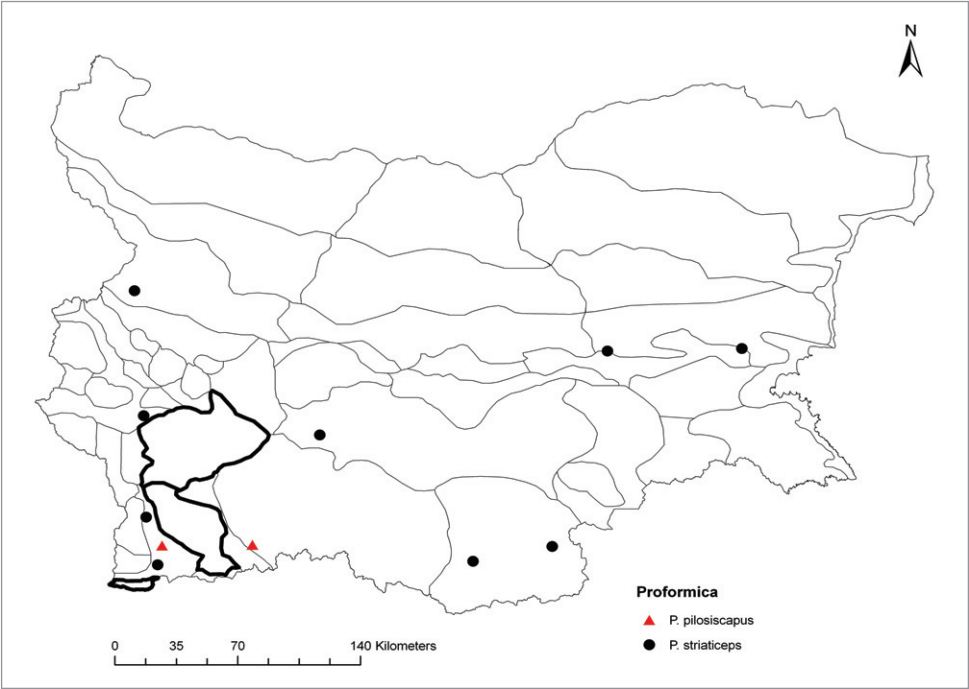 N
Proformica
P. pilosiscapus
P. striaticeps
0 35 70 140 Kilometers